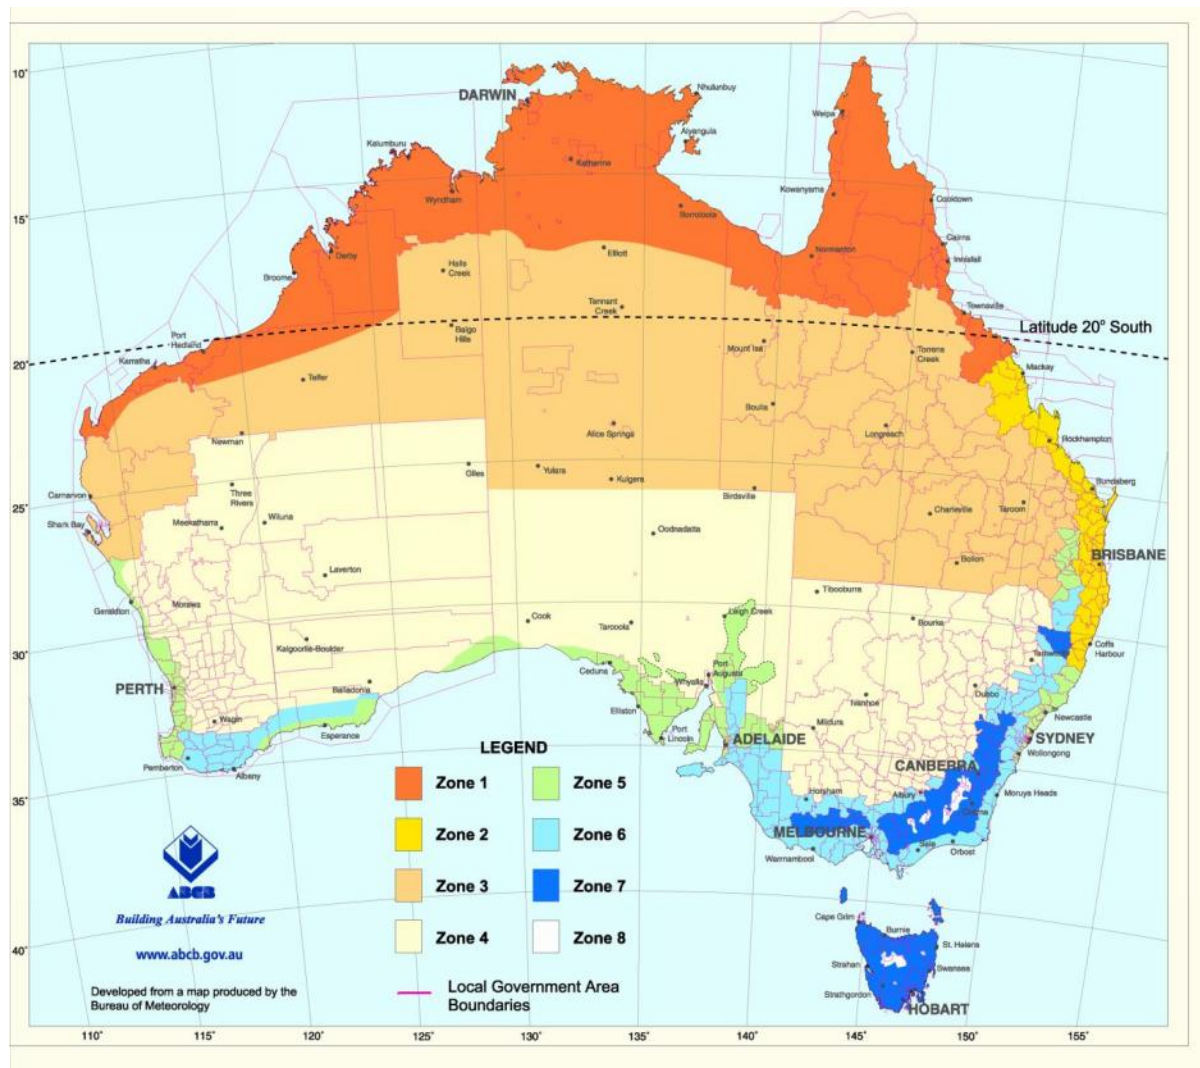 10°
DARWIN
Nhulunbuy
Alyangula
Weipa
Kalumburu
Katherine
Wyndham
Kowanyama
Cooktown
Borroloola
15°
Cairns
Innisfail
Derby
Normanton
Elliott
Halls
Creek
Broome
Tennant
Creek
Townsville
Latitude 20° South
Port
Hedland
Balgo
Hills
Karratha
Mount Isa
Torrens
Creek
20°
Mackay
Telfer
Boulia
Newman
Alice Springs
Longreach
Rockhampton
Giles
Yulara
Kulgera
Bundaberg
Carnarvon
Three
Rivers
Birdsville
25°
Shark Bay
Meekatharra
Wiluna
Charleville
Taroom
Oodnadatta
BRISBANE
Bollon
Laverton
Tibooburra
Geraldton
Morawa
Leigh Creek
Cook
Tarcoola
Bourke
30°
Kalgoorlie-Boulder
Coffs
Harbour
Tamworth
Ceduna
Port
Augusta
PERTH
Balladonia
Whyalla
Ivanhoe
Dubbo
Elliston
Wagin
Mildura
Newcastle
Esperance
Port
Lincoln
ADELAIDE
SYDNEY
Wollongong
Pemberton
Albany
LEGEND
CANBERRA
Zone 1
Zone 5
Horsham
Albury
Moruya Heads
35°
Zone 2
Zone 6
MELBOURNE
Sale
Orbost
Warrnambool
Zone 3
Zone 7
ABCB
Building Australia's Future
Cape Grim
Burnie
Zone 4
Zone 8
St. Helens
40°
www.abcb.gov.au
Strahan
Swansea
Developed from a map produced by the
Bureau of Meteorology
Local Government Area
Boundaries
Strathgordon
HOBART
110°
115°
120°
125°
130°
135°
140°
145°
150°
155°